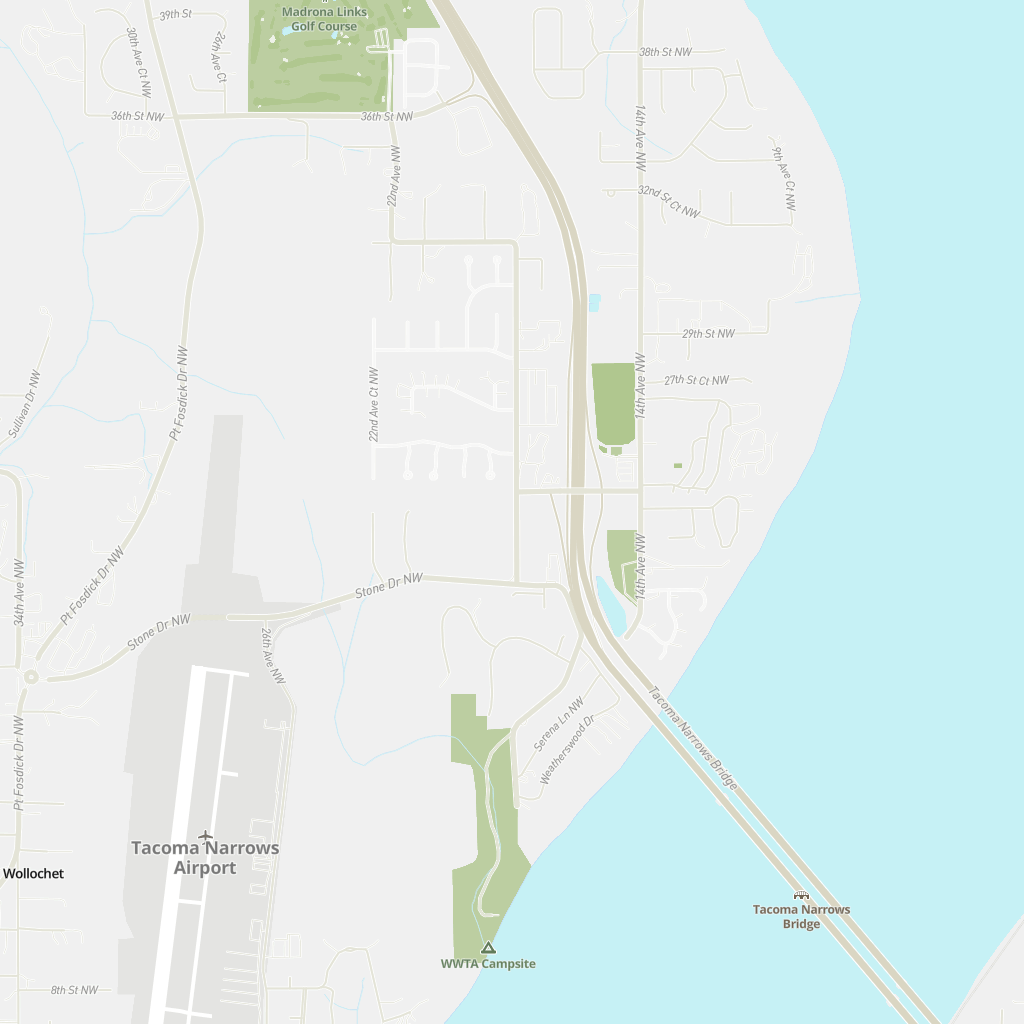 Madrona Links
Golf Course
39th St
30th Ave Ct NW
26th Ave Ct
38th St NW
36th St NW
36th St NW
14th Ave NW
9th Ave Ct NW
22nd Ave NW
32nd St Ct NW
29th St NW
Pt Fosdick Dr NW
Sullivan Dr NW
22nd Ave Ct NW
27th St Ct NW
14th Ave NW
34th Ave NW
Pt Fosdick Dr NW
Stone Dr NW
14th Ave NW
Stone Dr NW
26th Ave NW
Pt Fosdick Dr NW
Serena Ln NW
Weatherswood Dr
Tacoma Narrows Bridge
Tacoma Narrows
Airport
Wollochet
Tacoma Narrows
Bridge
WWTA Campsite
8th St NW